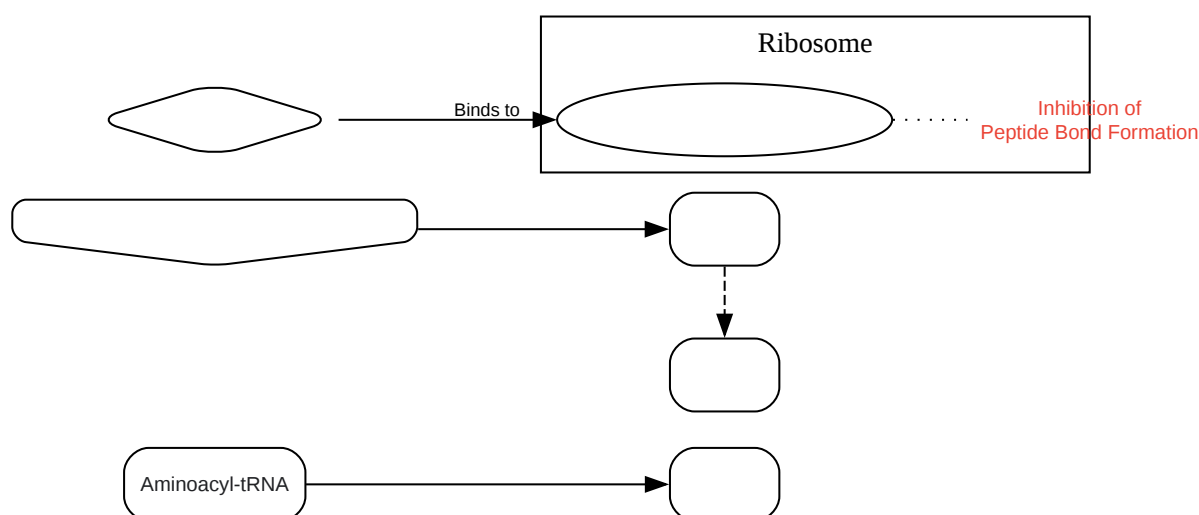 Ribosome
Binds to
Inhibition of
Peptide Bond Formation
Aminoacyl-tRNA